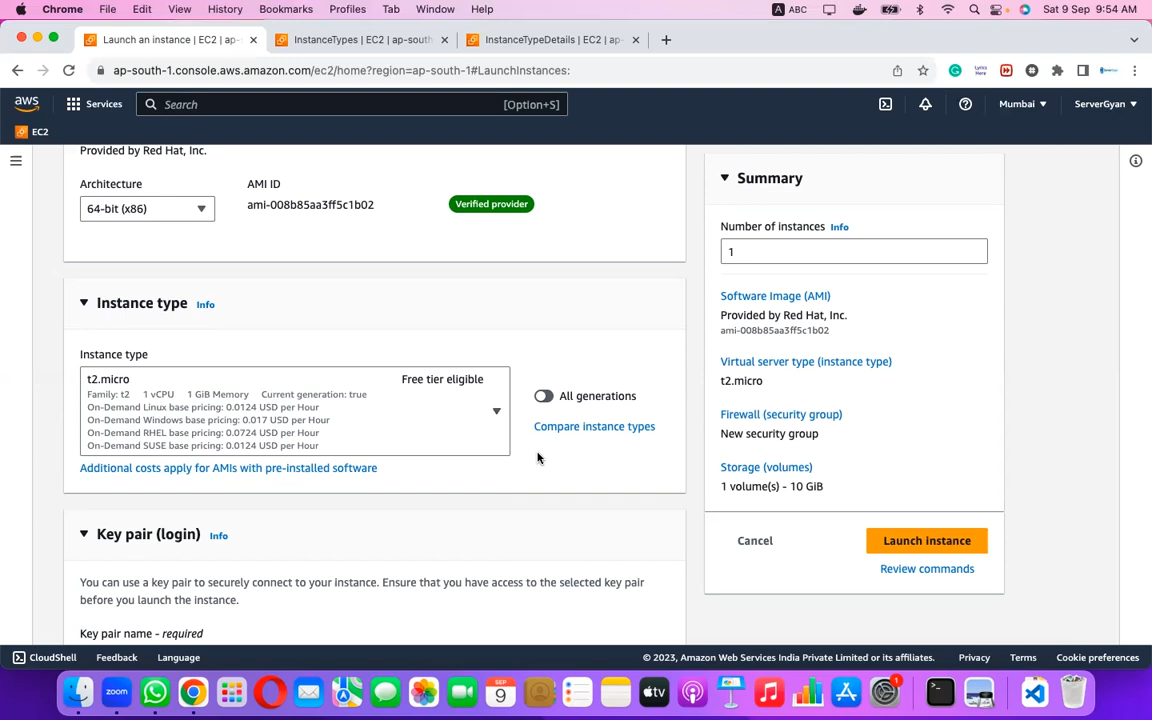 Chrome File Edit View History Bookmarks Profiles Tab Window Help A ABC Sat 9 Sep 9:54 AM
Launch an instance | EC2 | ap- InstanceTypes | EC2 | ap-south InstanceTypeDetails | EC2 | ap-
ap-south-1.console.aws.amazon.com/ec2/home?region=ap-south-1#LaunchInstances:
aws Services Search [Option+S] Mumbai ServerGyan
EC2
Provided by Red Hat, Inc.
Architecture AMI ID
64-bit (x86) ami-008b85aa3ff5c1b02 Verified provider
Instance type Info
Instance type
t2.micro Free tier eligible
Family: t2 1 vCPU 1 GiB Memory Current generation: true
On-Demand Linux base pricing: 0.0124 USD per Hour
On-Demand Windows base pricing: 0.017 USD per Hour
On-Demand RHEL base pricing: 0.0724 USD per Hour
On-Demand SUSE base pricing: 0.0124 USD per Hour
All generations
Compare instance types
Additional costs apply for AMIs with pre-installed software
Key pair (login) Info
You can use a key pair to securely connect to your instance. Ensure that you have access to the selected key pair
before you launch the instance.
Key pair name - required
Summary
Number of instances Info
1
Software Image (AMI)
Provided by Red Hat, Inc.
ami-008b85aa3ff5c1b02
Virtual server type (instance type)
t2.micro
Firewall (security group)
New security group
Storage (volumes)
1 volume(s) - 10 GiB
Cancel Launch instance
Review commands
CloudShell Feedback Language © 2023, Amazon Web Services India Private Limited or its affiliates. Privacy Terms Cookie preferences
zoom SEP 9 tv 1